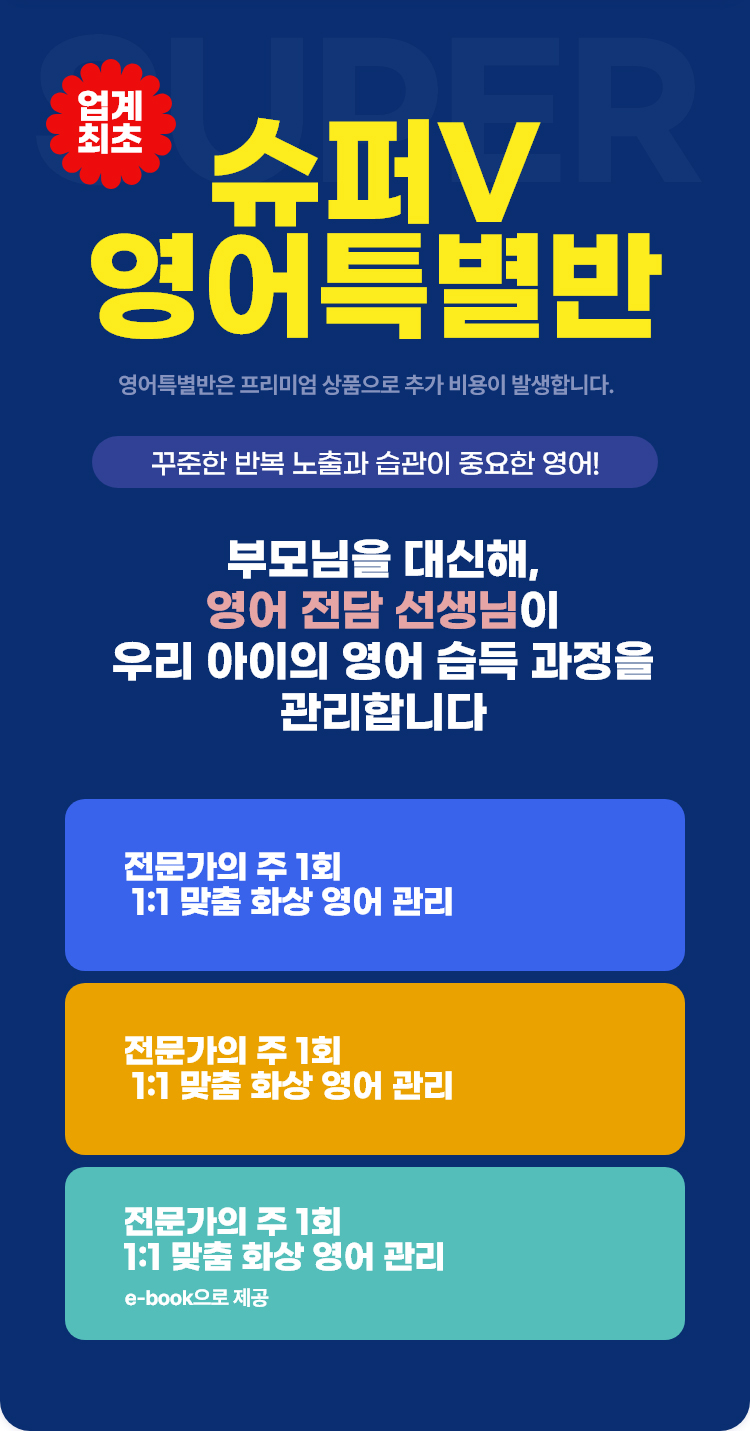 SUPER
업계
최초
슈퍼V
영어특별반
영어특별반은 프리미엄 상품으로 추가 비용이 발생합니다.
꾸준한 반복 노출과 습관이 중요한 영어!
부모님을 대신해,
영어 전담 선생님이
우리 아이의 영어 습득 과정을
관리합니다
전문가의 주 1회
1:1 맞춤 화상 영어 관리
전문가의 주 1회
1:1 맞춤 화상 영어 관리
전문가의 주 1회
1:1 맞춤 화상 영어 관리
e-book으로 제공